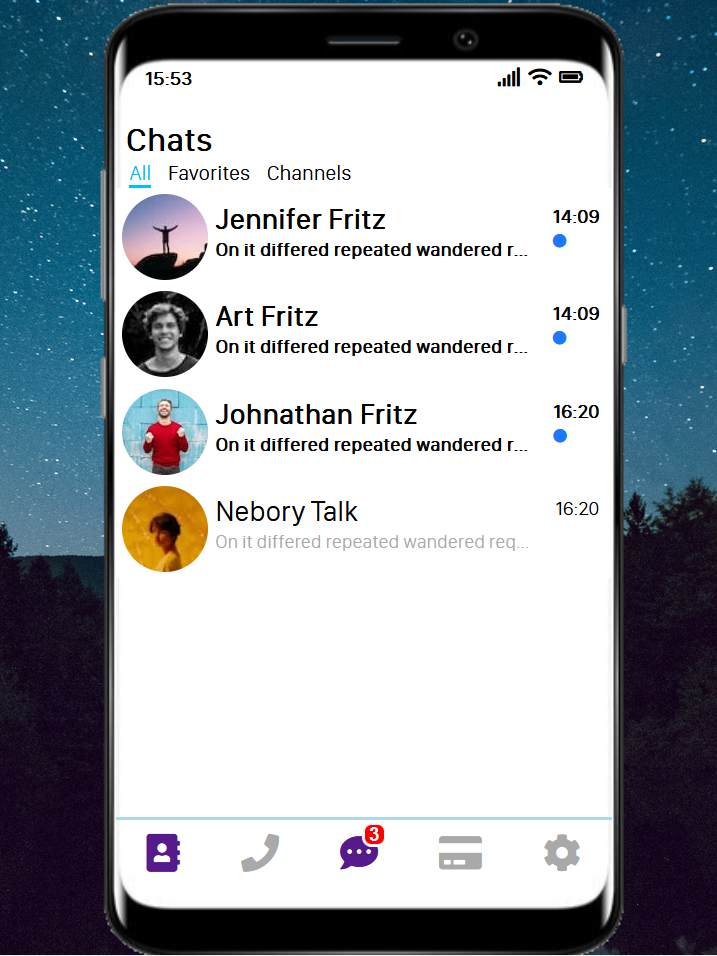 15:53
Chats
All Favorites Channels
Jennifer Fritz 14:09
On it differed repeated wandered r...
Art Fritz 14:09
On it differed repeated wandered r...
Johnathan Fritz 16:20
On it differed repeated wandered r...
Nebory Talk 16:20
On it differed repeated wandered req...
3